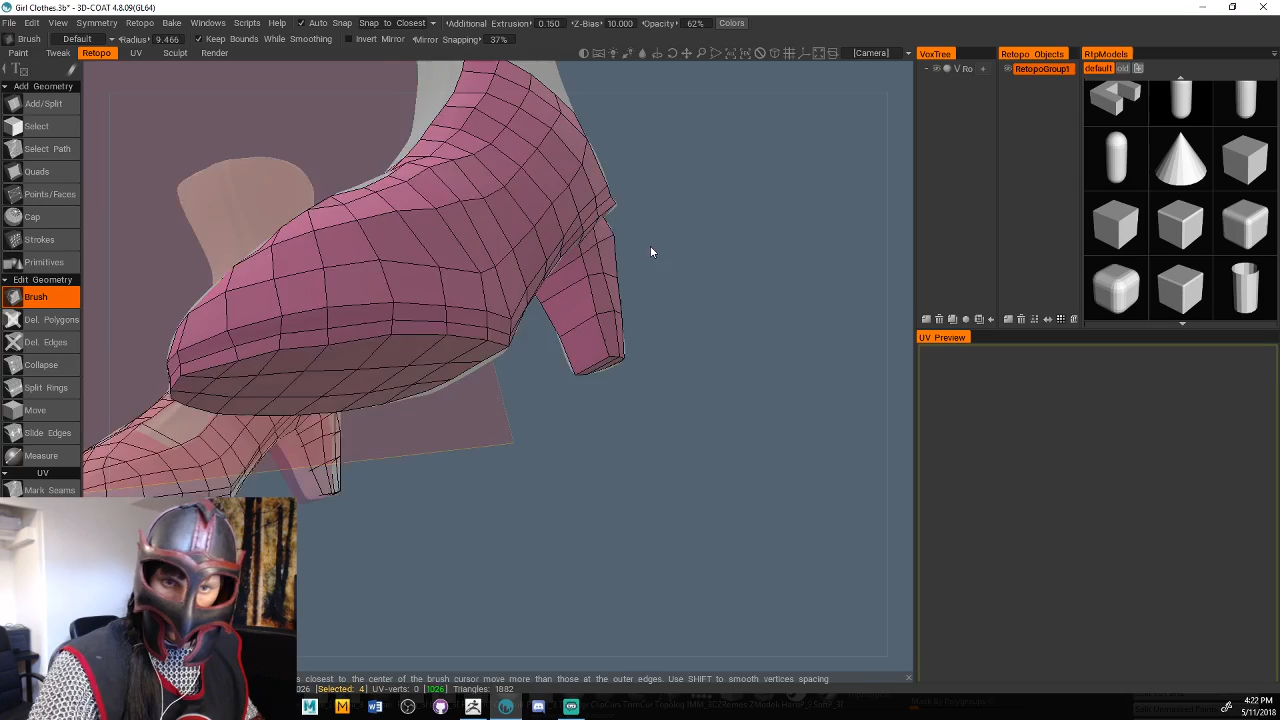 Girl Clothes.3b* - 3D-COAT 4.8.09(GL64)
File Edit View Symmetry Retopo Bake Windows Scripts Help Auto Snap Snap to Closest Additional Extrusion 0.150 Z-Bias 10.000 Opacity 62% Colors
Brush Default Radius 9.466 Keep Bounds While Smoothing Invert Mirror Mirror Snapping 37%
Paint Tweak Retopo UV Sculpt Render [Camera] VoxTree Retopo Objects RtpModels
V Ro + RetopoGroup1 default old
Add Geometry
Add/Split
Select
Select Path
Quads
Points/Faces
Cap
Strokes
Primitives
Edit Geometry
Brush
Del. Polygons
Del. Edges
Collapse
Split Rings
Move
Slide Edges
Measure
UV
Mark Seams
UV Preview
s closest to the center of the brush cursor move more than those at the outer edges. Use SHIFT to smooth vertices spacing
026 [Selected: 4] UV-verts: 0 [1026] Triangles: 1882
4:22 PM
5/11/2018